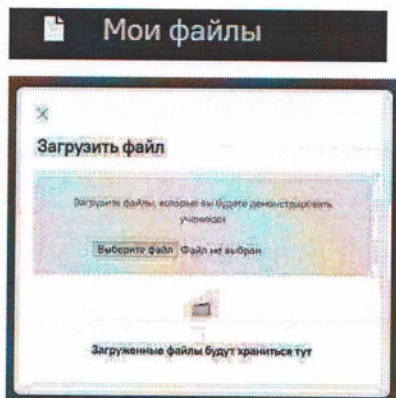 Мои файлы
Загрузить файл
Загрузите файлы, которые вы будете демонстрировать
ученикам
Выберите файл Файл не выбран
Загруженные файлы будут храниться тут